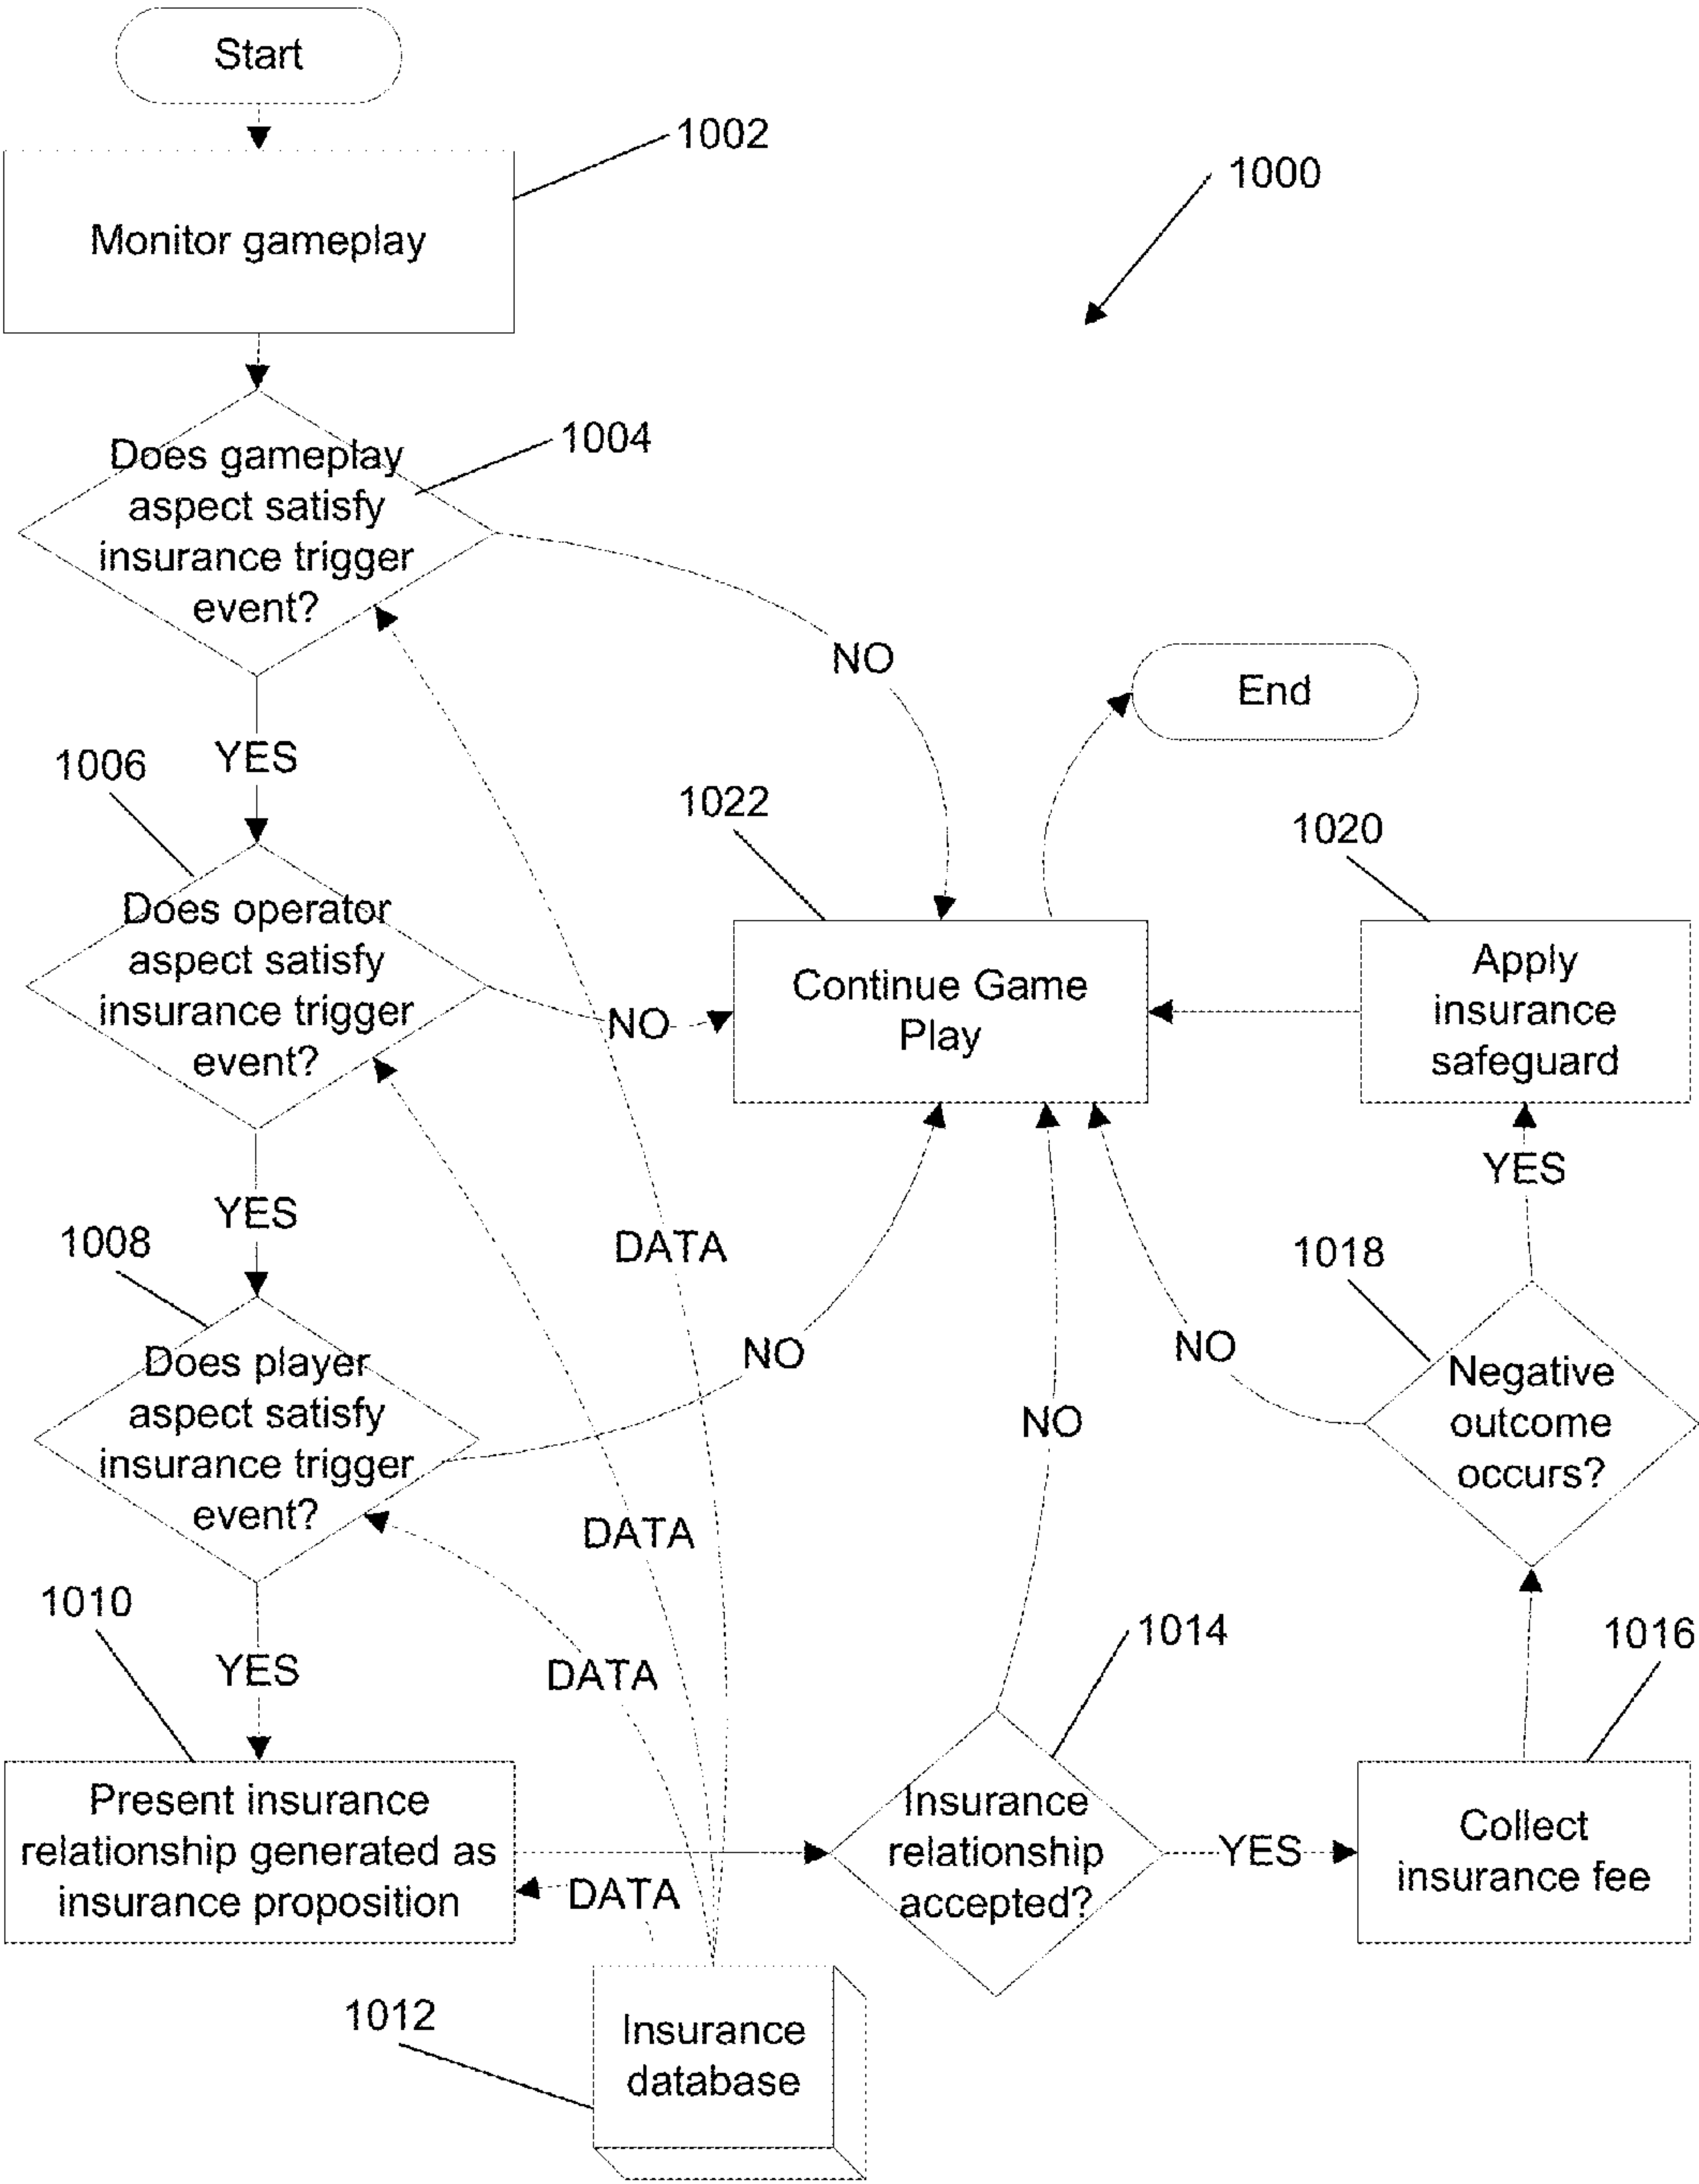 Start
1002
1000
Monitor gameplay
1004
Does gameplay
aspect satisfy
insurance trigger
event?
NO
End
YES
1006
1022
1020
Does operator
aspect satisfy
insurance trigger
event?
NO
Continue Game
Play
Apply
insurance
safeguard
YES
YES
1008
DATA
1018
Does player
aspect satisfy
insurance trigger
event?
NO
NO
NO
Negative
outcome
occurs?
DATA
1010
YES
DATA
1014
1016
Present insurance
relationship generated as
insurance proposition
DATA
Insurance
relationship
accepted?
YES
Collect
insurance fee
1012
Insurance
database